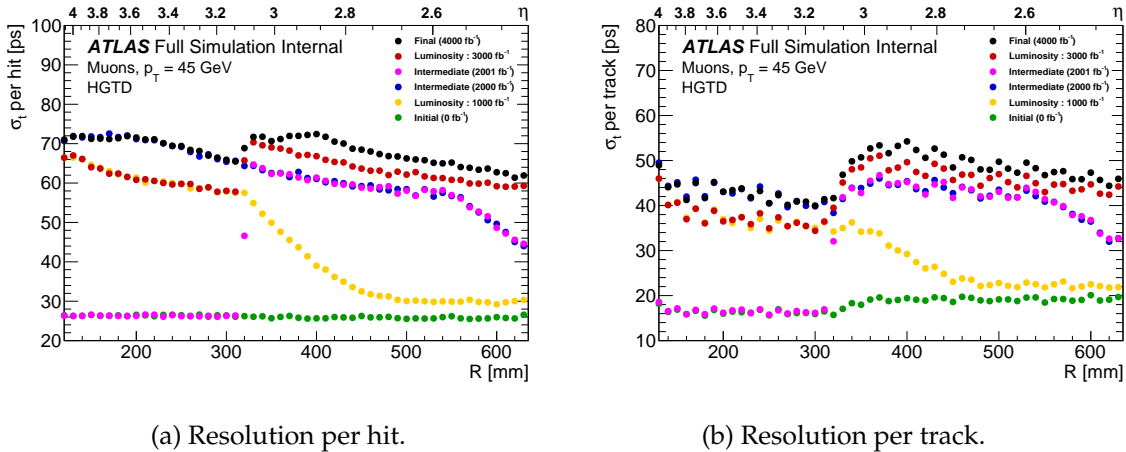 4 3.8 3.6 3.4 3.2 3 2.8 2.6 η
σt per hit [ps]
100
90
80
70
60
50
40
30
20
ATLAS Full Simulation Internal
Muons, pT = 45 GeV
HGTD
Final (4000 fb-1)
Luminosity : 3000 fb-1
Intermediate (2001 fb-1)
Intermediate (2000 fb-1)
Luminosity : 1000 fb-1
Initial (0 fb-1)
200 300 400 500 600
R [mm]
(a) Resolution per hit.
4 3.8 3.6 3.4 3.2 3 2.8 2.6 η
σt per track [ps]
80
70
60
50
40
30
20
10
ATLAS Full Simulation Internal
Muons, pT = 45 GeV
HGTD
Final (4000 fb-1)
Luminosity : 3000 fb-1
Intermediate (2001 fb-1)
Intermediate (2000 fb-1)
Luminosity : 1000 fb-1
Initial (0 fb-1)
200 300 400 500 600
R [mm]
(b) Resolution per track.